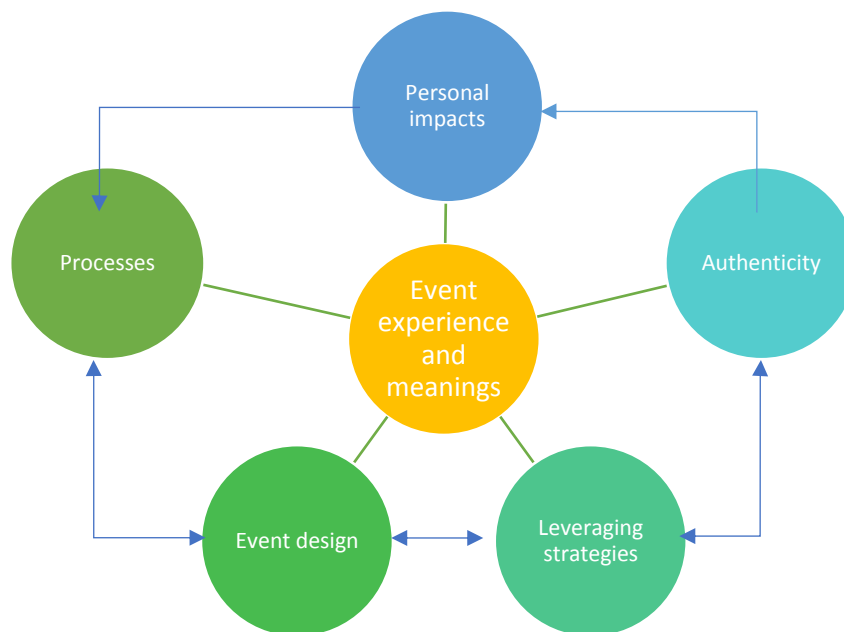 Personal
impacts
Processes
Authenticity
Event
experience
and
meanings
Event design
Leveraging
strategies